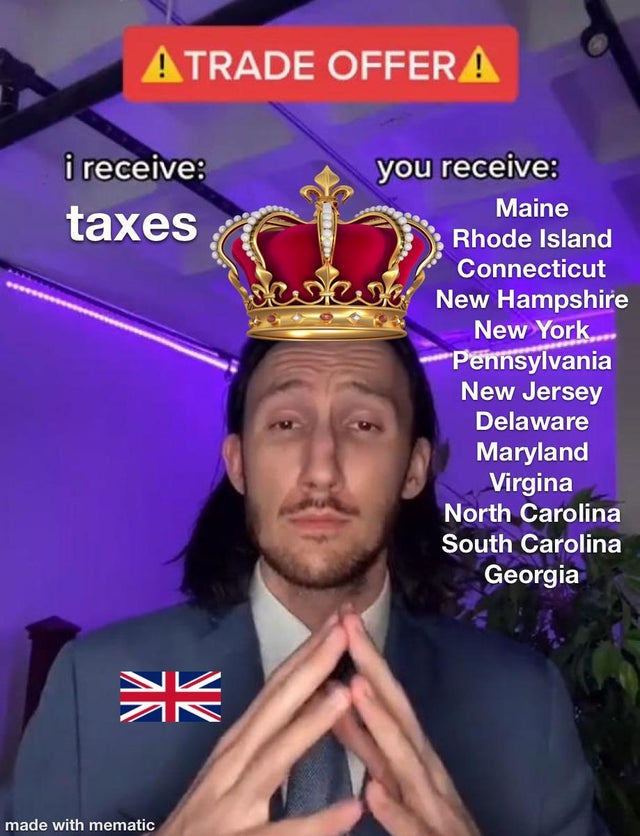 ⚠TRADE OFFER⚠
i receive:
you receive:
taxes
Maine
Rhode Island
Connecticut
New Hampshire
New York
Pennsylvania
New Jersey
Delaware
Maryland
Virgina
North Carolina
South Carolina
Georgia
made with mematic